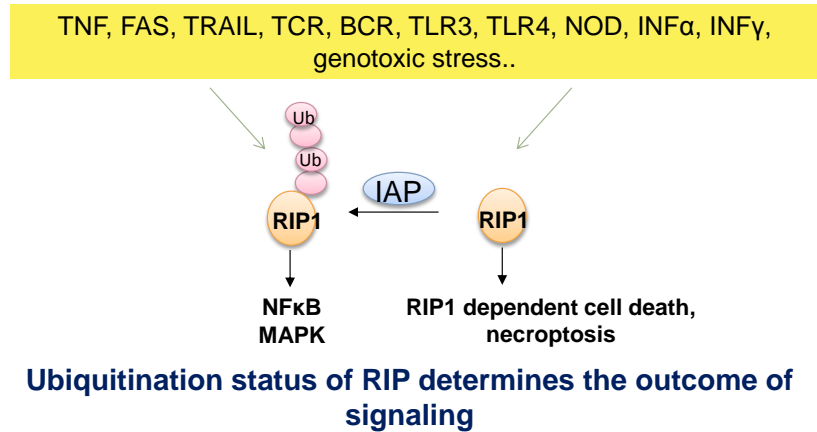 TNF, FAS, TRAIL, TCR, BCR, TLR3, TLR4, NOD, INFα, INFγ,
genotoxic stress..
Ub
Ub
IAP
RIP1
RIP1
NFκB
MAPK
RIP1 dependent cell death,
necroptosis
Ubiquitination status of RIP determines the outcome of
signaling